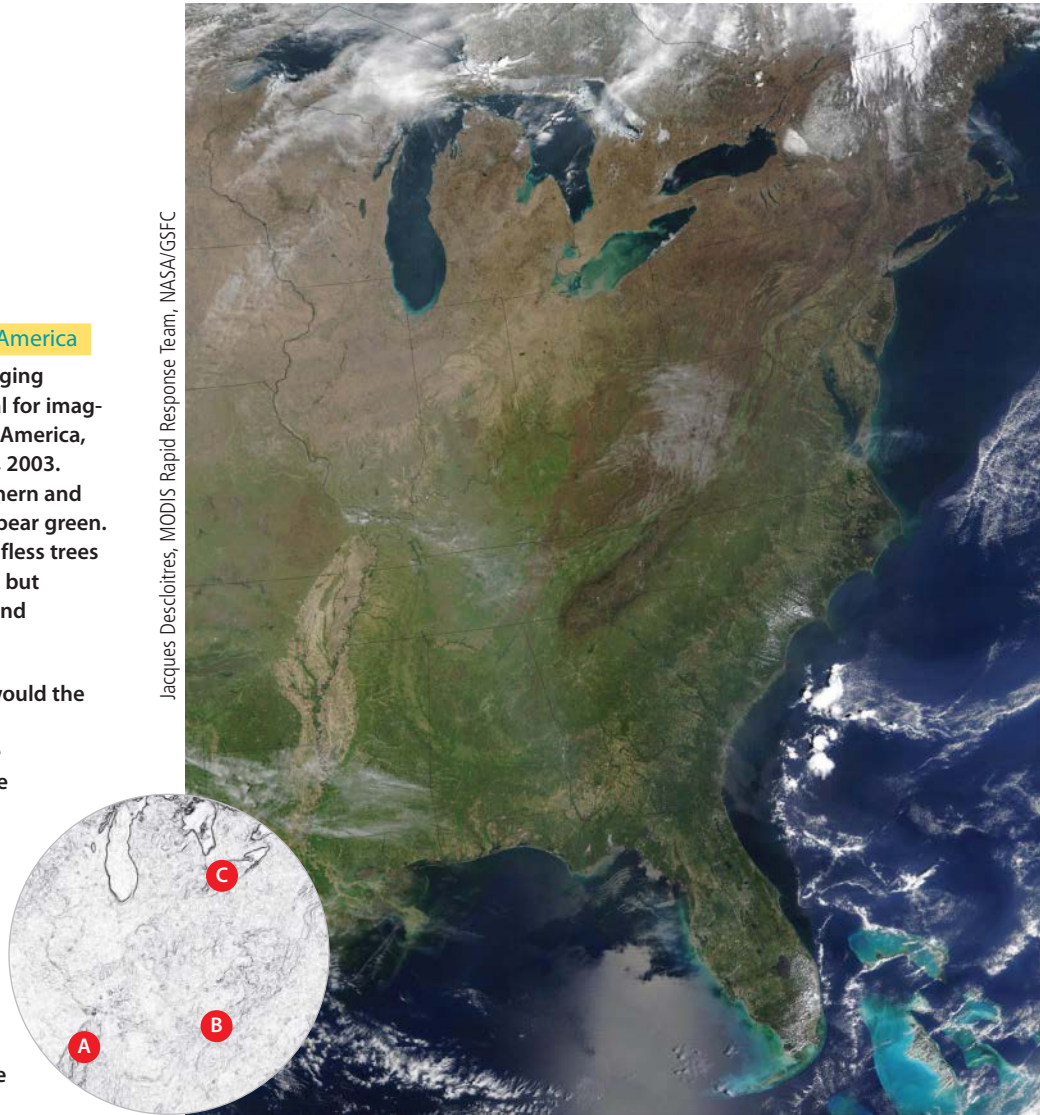 America
ging
al for imag-
America,
2003.
hern and
pear green.
fless trees
but
nd
would the
e
e
Jacques Descloitres, MODIS Rapid Response Team, NASA/GSFC
A
B
C